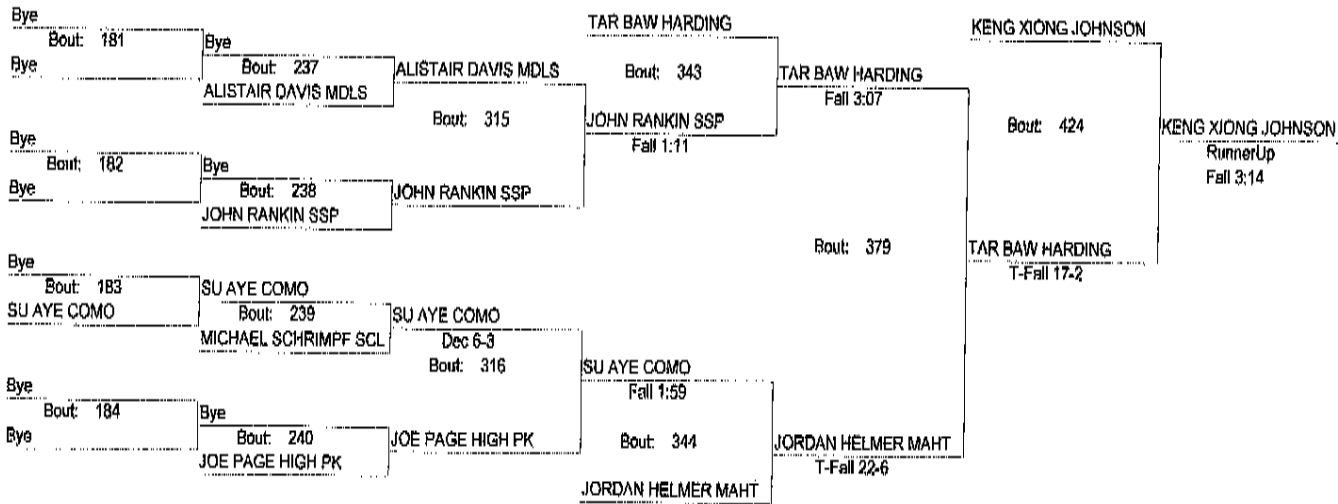 Bye
Bout: 181
Bye
Bye
Bout: 237
ALISTAIR DAVIS MDLS
ALISTAIR DAVIS MDLS
Bout: 315
Bye
Bout: 182
Bye
Bye
Bout: 238
JOHN RANKIN SSP
JOHN RANKIN SSP
TAR BAW HARDING
Bout: 343
JOHN RANKIN SSP
Fall 1:11
TAR BAW HARDING
Fall 3:07
Bye
Bout: 183
SU AYE COMO
SU AYE COMO
Bout: 239
MICHAEL SCHRIMPF SCL
SU AYE COMO
Dec 6-3
Bout: 316
Bye
Bout: 184
Bye
Bye
Bout: 240
JOE PAGE HIGH PK
JOE PAGE HIGH PK
SU AYE COMO
Fall 1:59
Bout: 344
JORDAN HELMER MAHT
JORDAN HELMER MAHT
T-Fall 22-6
Bout: 379
KENG XIONG JOHNSON
Bout: 424
TAR BAW HARDING
T-Fall 17-2
KENG XIONG JOHNSON
RunnerUp
Fall 3:14